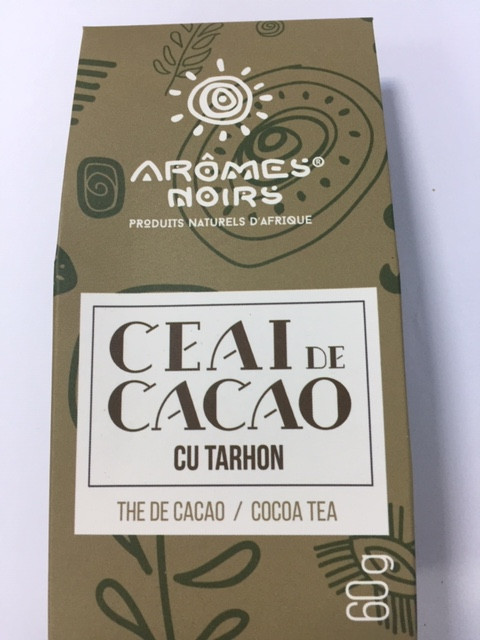 ARÔMES®
NOIRS
PRODUITS NATURELS D'AFRIQUE
CEAI DE
CACAO
CU TARHON
THE DE CACAO / COCOA TEA
60g